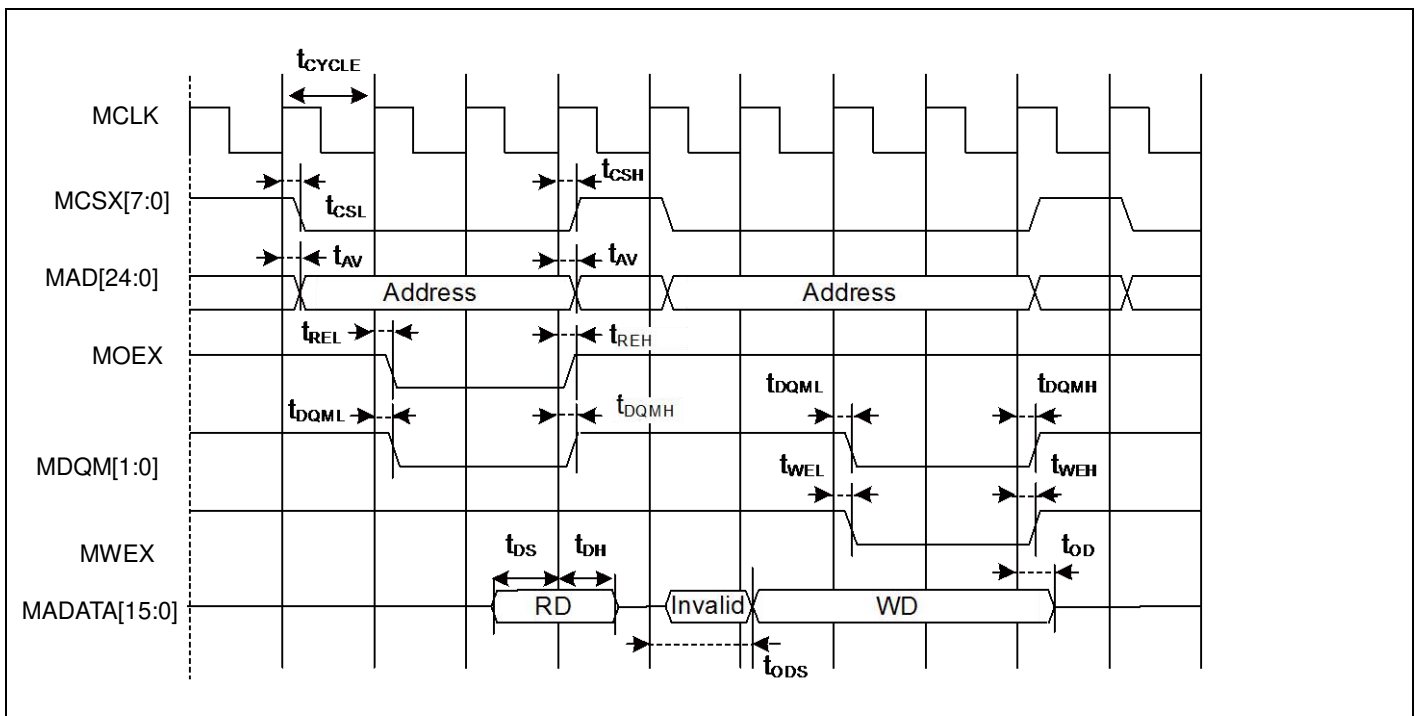 tCYCLE
MCLK
tCSH
MCSX[7:0]
tCSL
tAV
tAV
MAD[24:0]
Address
Address
tREL
tREH
MOEX
tDQML
tDQMH
tDQML
tDQMH
MDQM[1:0]
tWEL
tWEH
MWEX
tDS
tDH
tOD
MADATA[15:0]
RD
Invalid
WD
tODS